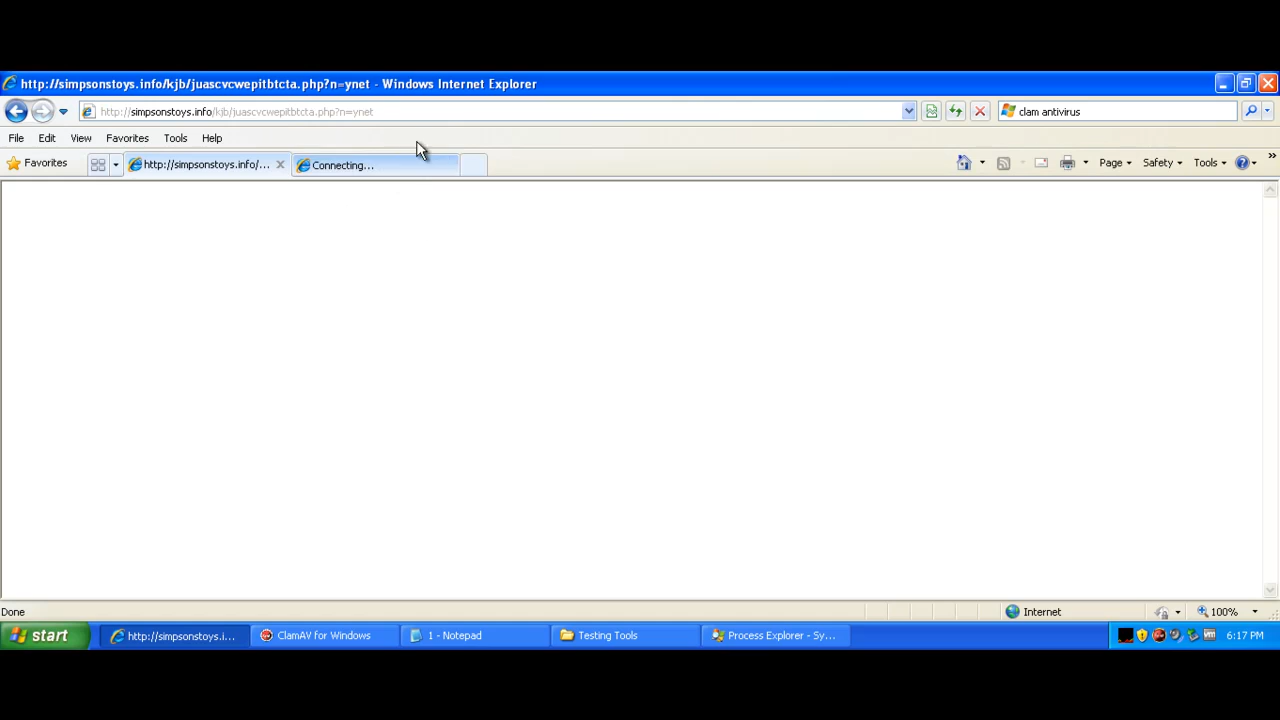 http://simpsonstoys.info/kjb/juascvcwepitbtcta.php?n=ynet - Windows Internet Explorer
http://simpsonstoys.info/kjb/juascvcwepitbtcta.php?n=ynet clam antivirus
File Edit View Favorites Tools Help
Favorites http://simpsonstoys.info/... Connecting... Page Safety Tools
Done Internet 100%
start http://simpsonstoys.i... ClamAV for Windows 1 - Notepad Testing Tools Process Explorer - Sy... 6:17 PM